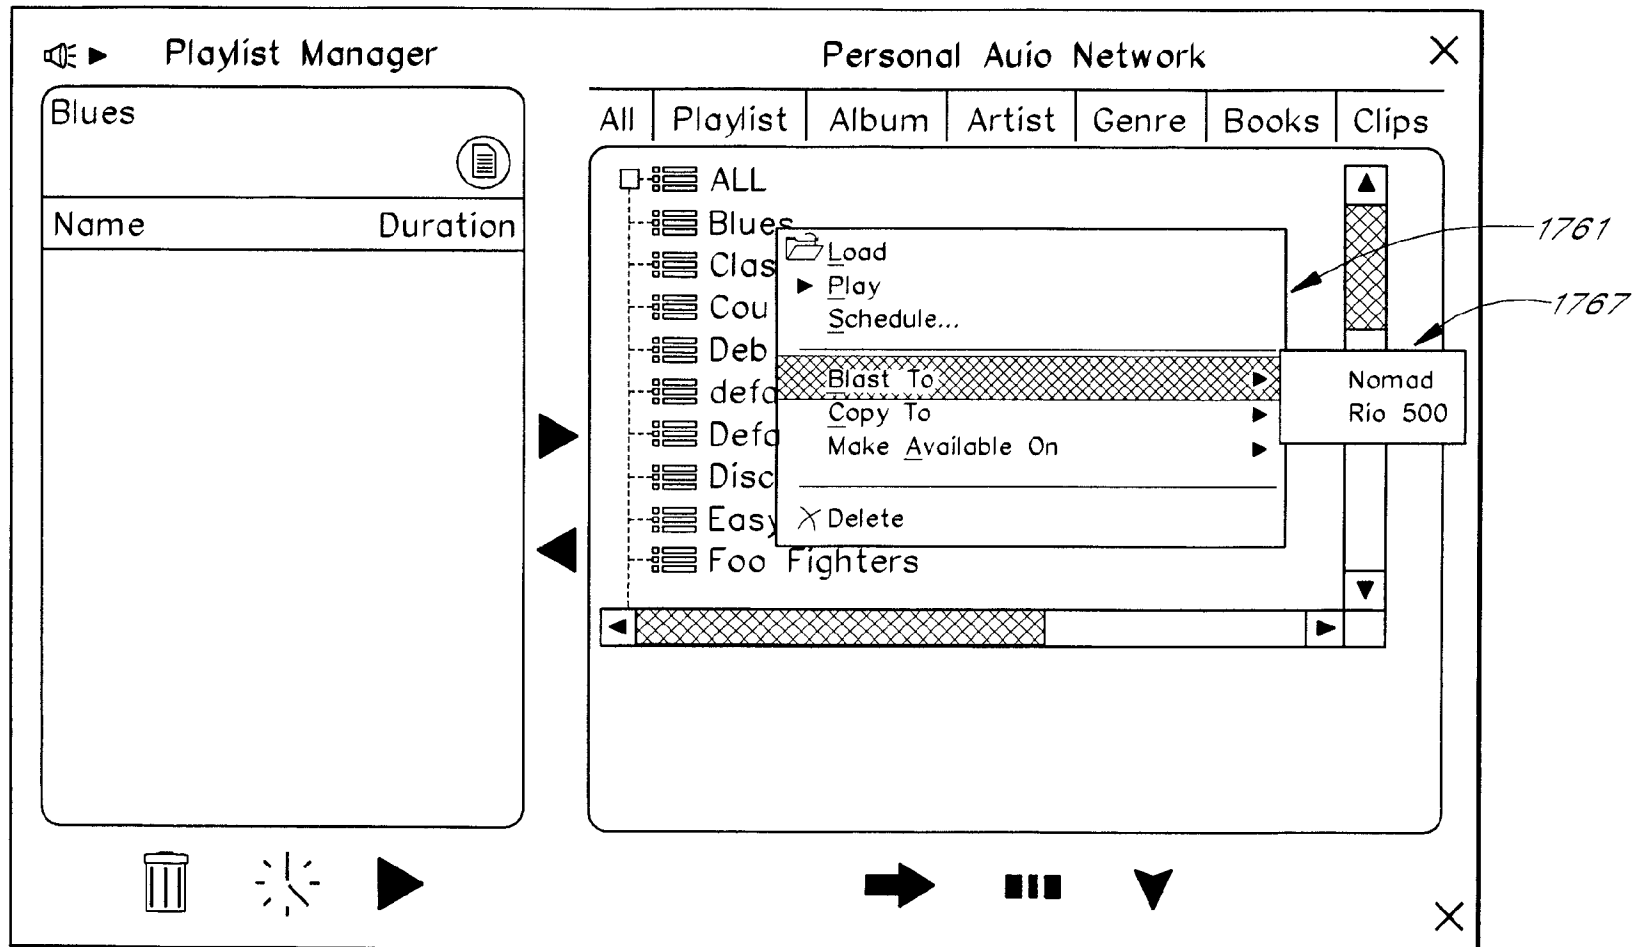 Playlist Manager
Personal Auio Network
Blues
Name Duration
All Playlist Album Artist Genre Books Clips
ALL
Blues
Clas
Cou
Deb
defa
Defa
Disc
Easy
Foo Fighters
Load
Play
Schedule...
Blast To
Copy To
Make Available On
Delete
Nomad
Rio 500
1761
1767